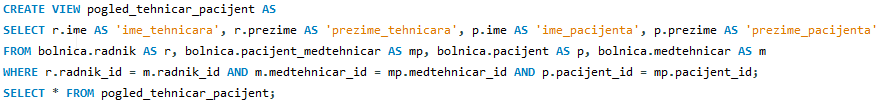 CREATE VIEW pogled_tehnicar_pacijent AS
SELECT r.ime AS 'ime_tehnicara', r.prezime AS 'prezime_tehnicara', p.ime AS 'ime_pacijenta', p.prezime AS 'prezime_pacijenta'
FROM bolnica.radnik AS r, bolnica.pacijent_medtehnicar AS mp, bolnica.pacijent AS p, bolnica.medtehnicar AS m
WHERE r.radnik_id = m.radnik_id AND m.medtehnicar_id = mp.medtehnicar_id AND p.pacijent_id = mp.pacijent_id;
SELECT * FROM pogled_tehnicar_pacijent;